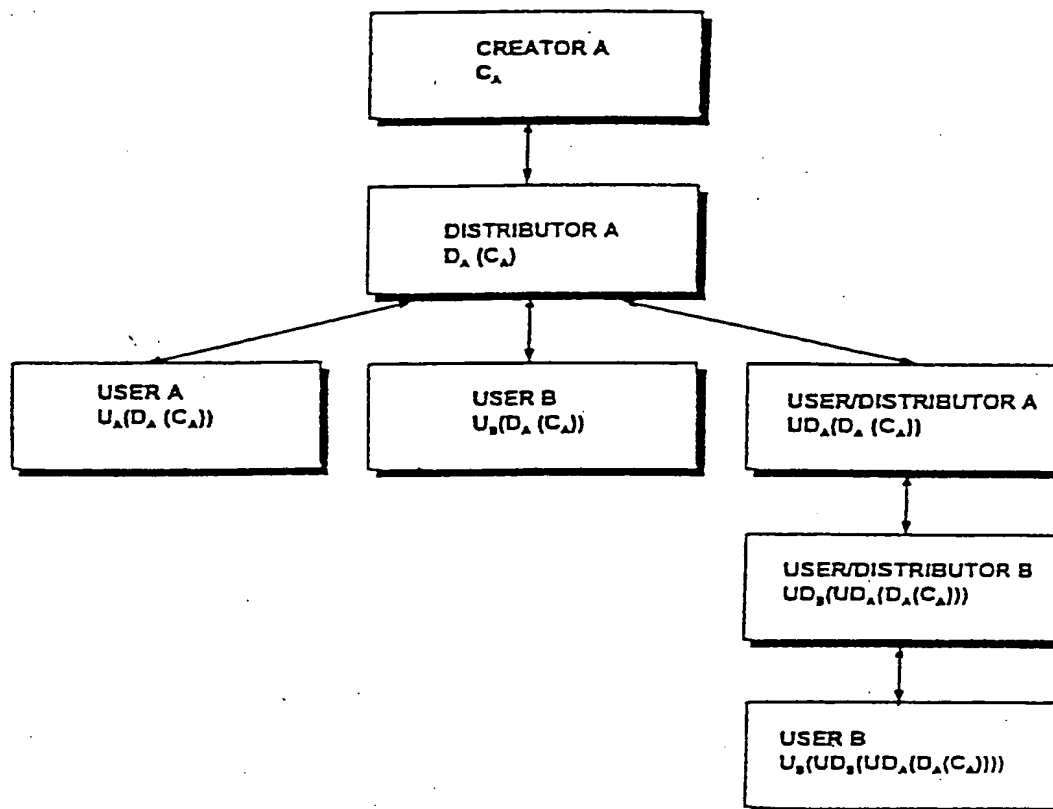 CREATOR A
C_A
DISTRIBUTOR A
D_A (C_A)
USER A
U_A(D_A (C_A))
USER B
U_B(D_A (C_A))
USER/DISTRIBUTOR A
UD_A(D_A (C_A))
USER/DISTRIBUTOR B
UD_B(UD_A(D_A(C_A)))
USER B
U_B(UD_B(UD_A(D_A(C_A))))